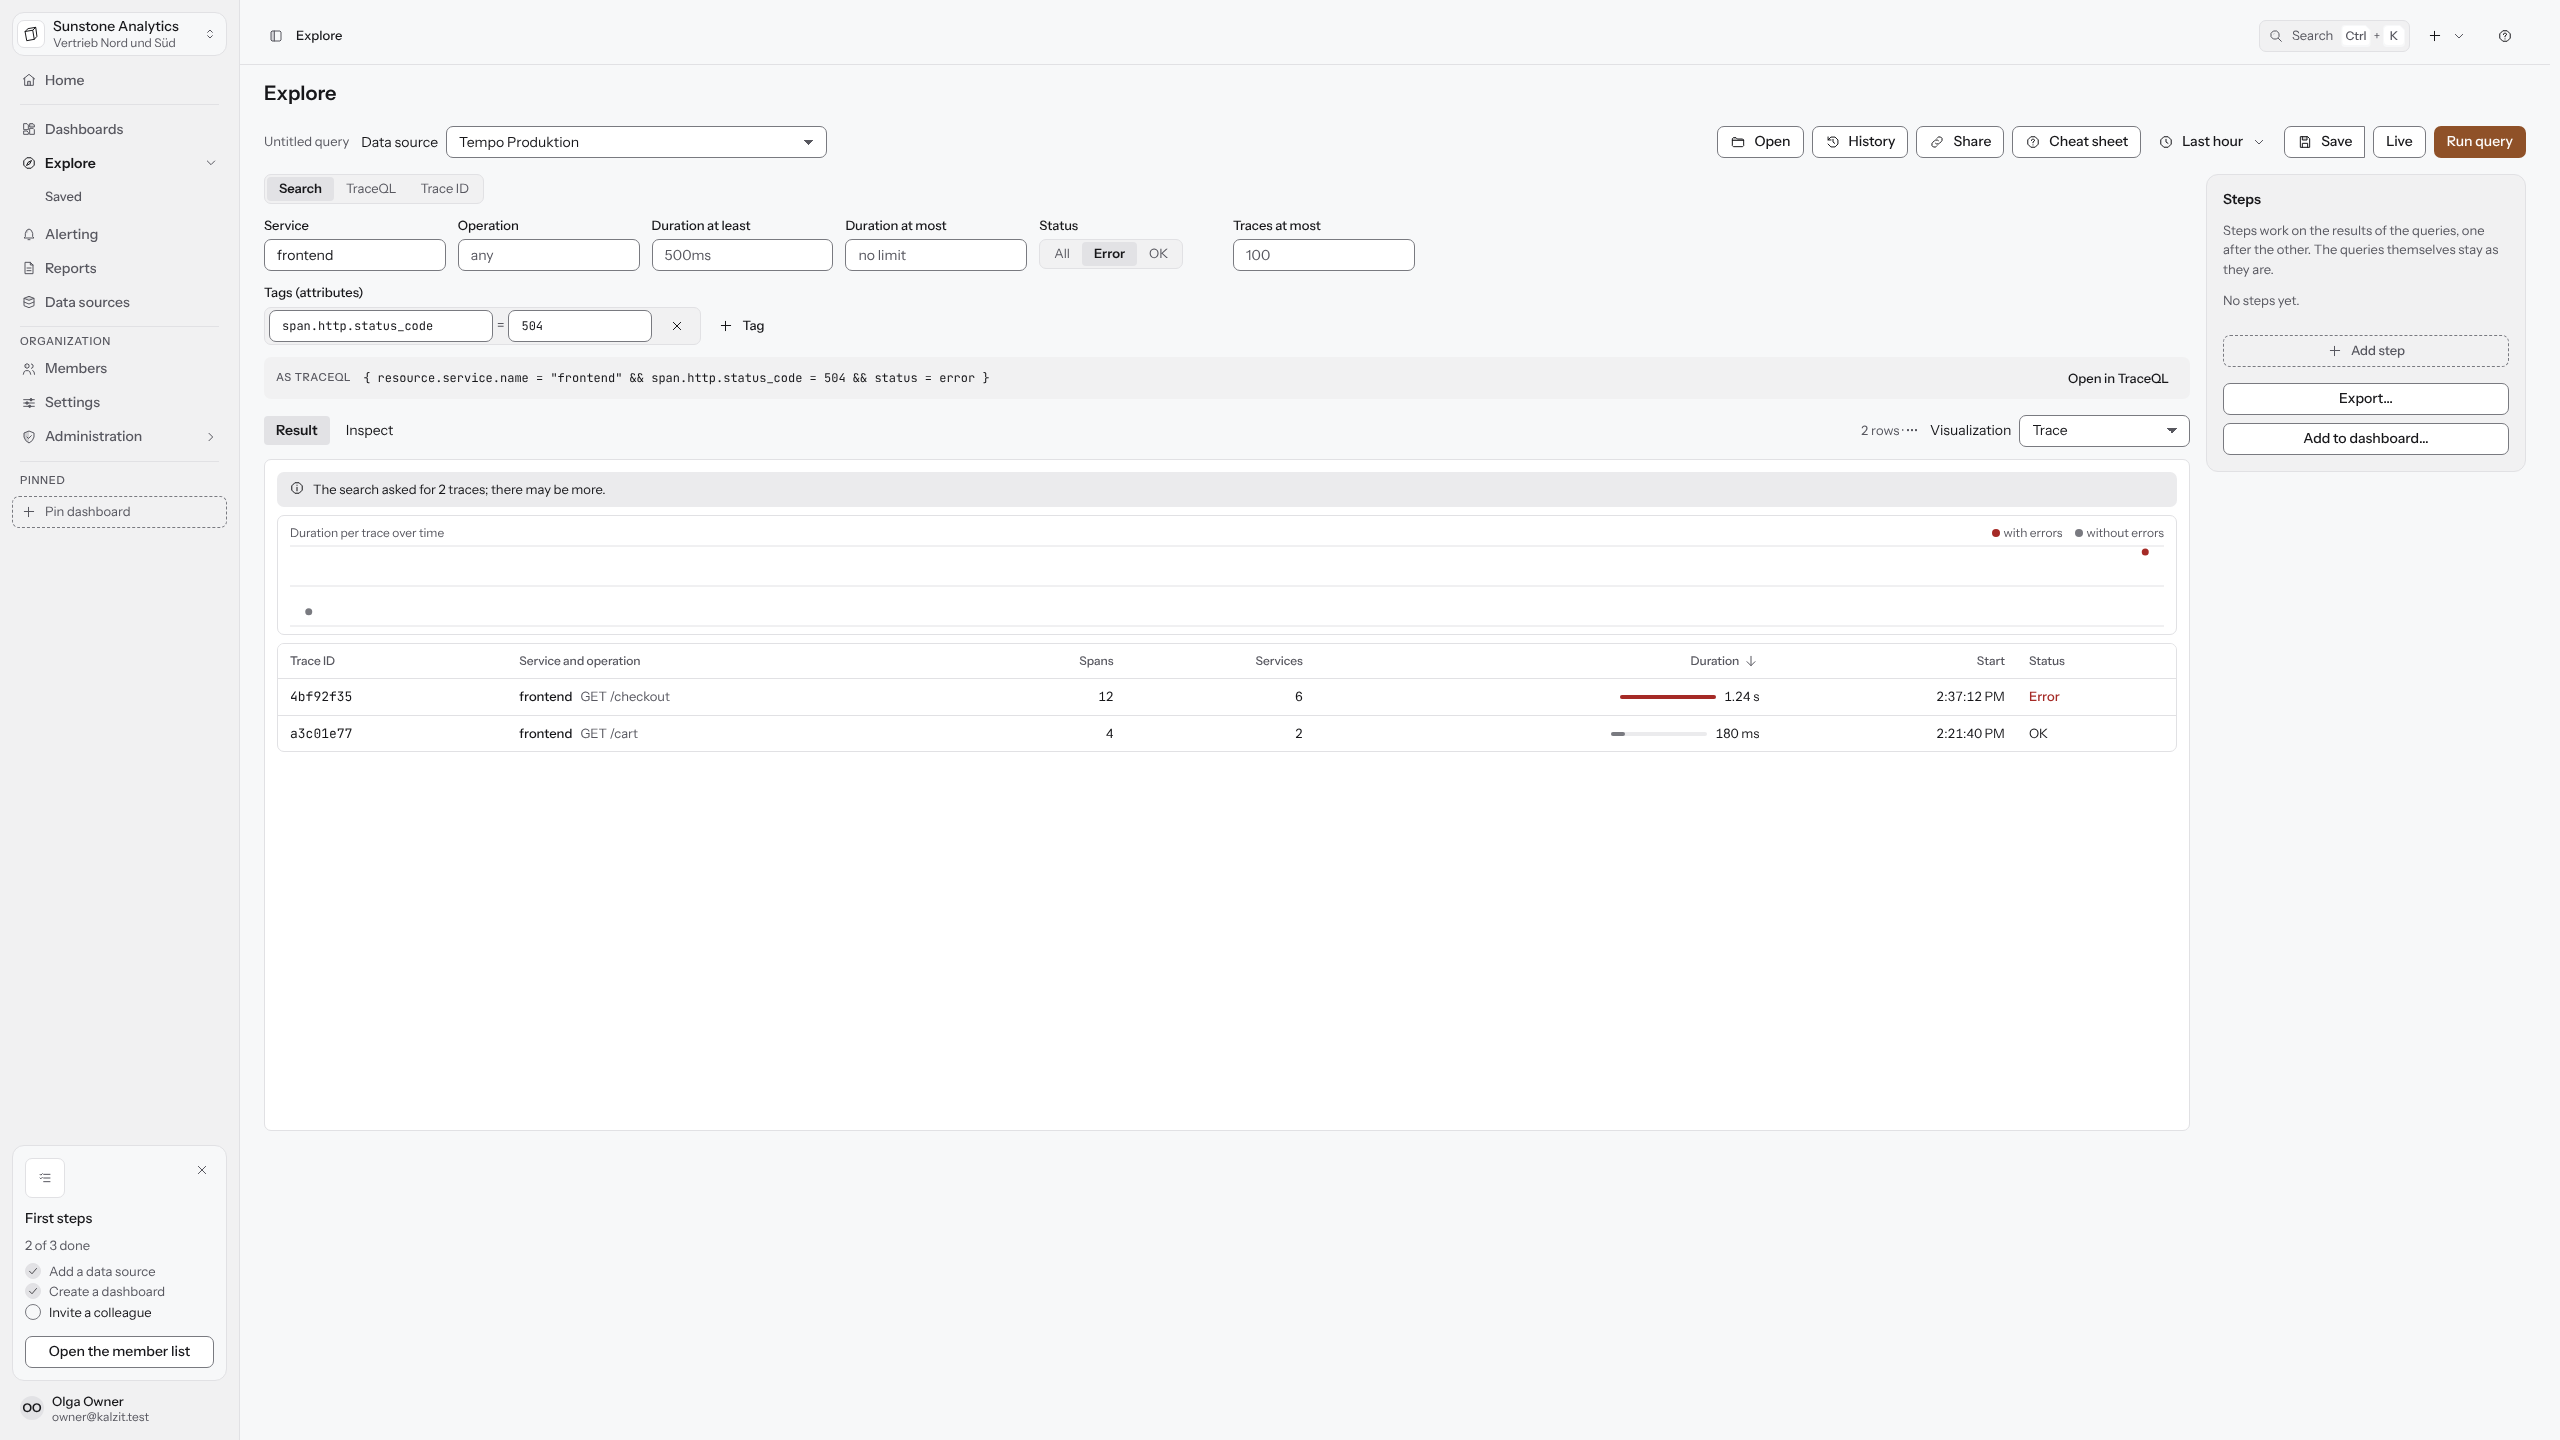 Sunstone Analytics
Vertrieb Nord und Süd
Home
Dashboards
Explore
Saved
Alerting
Reports
Data sources
ORGANIZATION
Members
Settings
Administration
PINNED
Pin dashboard
First steps
2 of 3 done
Add a data source
Create a dashboard
Invite a colleague
Open the member list
OO
Olga Owner
owner@kalzit.test
Explore
Search Ctrl + K
Explore
Untitled query Data source Tempo Produktion
Open History Share Cheat sheet Last hour Save Live Run query
Search TraceQL Trace ID
Service Operation Duration at least Duration at most Status Traces at most
frontend any 500ms no limit All Error OK 100
Tags (attributes)
span.http.status_code = 504 Tag
AS TRACEQL { resource.service.name = "frontend" && span.http.status_code = 504 && status = error } Open in TraceQL
Result Inspect 2 rows · ··· Visualization Trace
The search asked for 2 traces; there may be more.
Duration per trace over time with errors without errors
Trace ID Service and operation Spans Services Duration Start Status
4bf92f35 frontend GET /checkout 12 6 1.24 s 2:37:12 PM Error
a3c01e77 frontend GET /cart 4 2 180 ms 2:21:40 PM OK
Steps
Steps work on the results of the queries, one
after the other. The queries themselves stay as
they are.
No steps yet.
Add step
Export...
Add to dashboard...